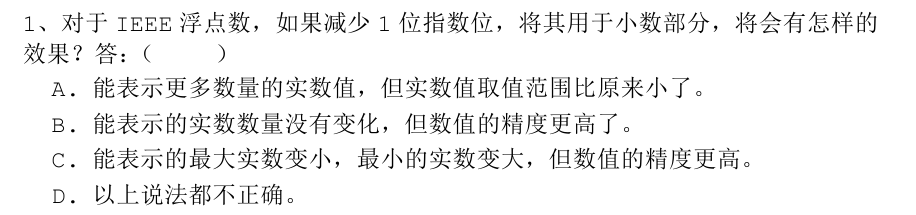 1、对于 IEEE 浮点数，如果减少 1 位指数位，将其用于小数部分，将会有怎样的
效果？答：（ ）
A. 能表示更多数量的实数值，但实数值取值范围比原来小了。
B. 能表示的实数数量没有变化，但数值的精度更高了。
C. 能表示的最大实数变小，最小的实数变大，但数值的精度更高。
D. 以上说法都不正确。